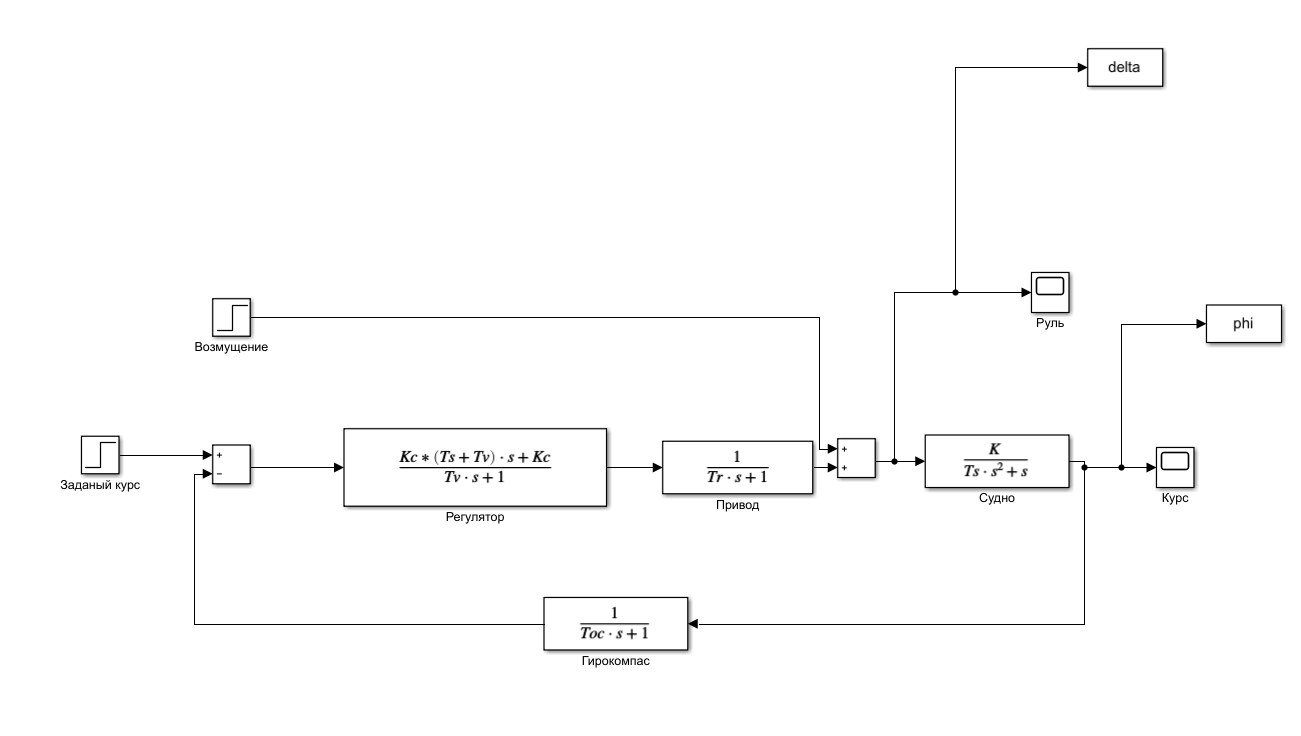 delta
Руль
phi
Возмущение
+
+
Заданый курс
+
−
Kc ∗ (Ts + Tv) · s + Kc
Tv · s + 1
Регулятор
1
Tr · s + 1
Привод
K
Ts · s² + s
Судно
Курс
1
Toc · s + 1
Гирокомпас